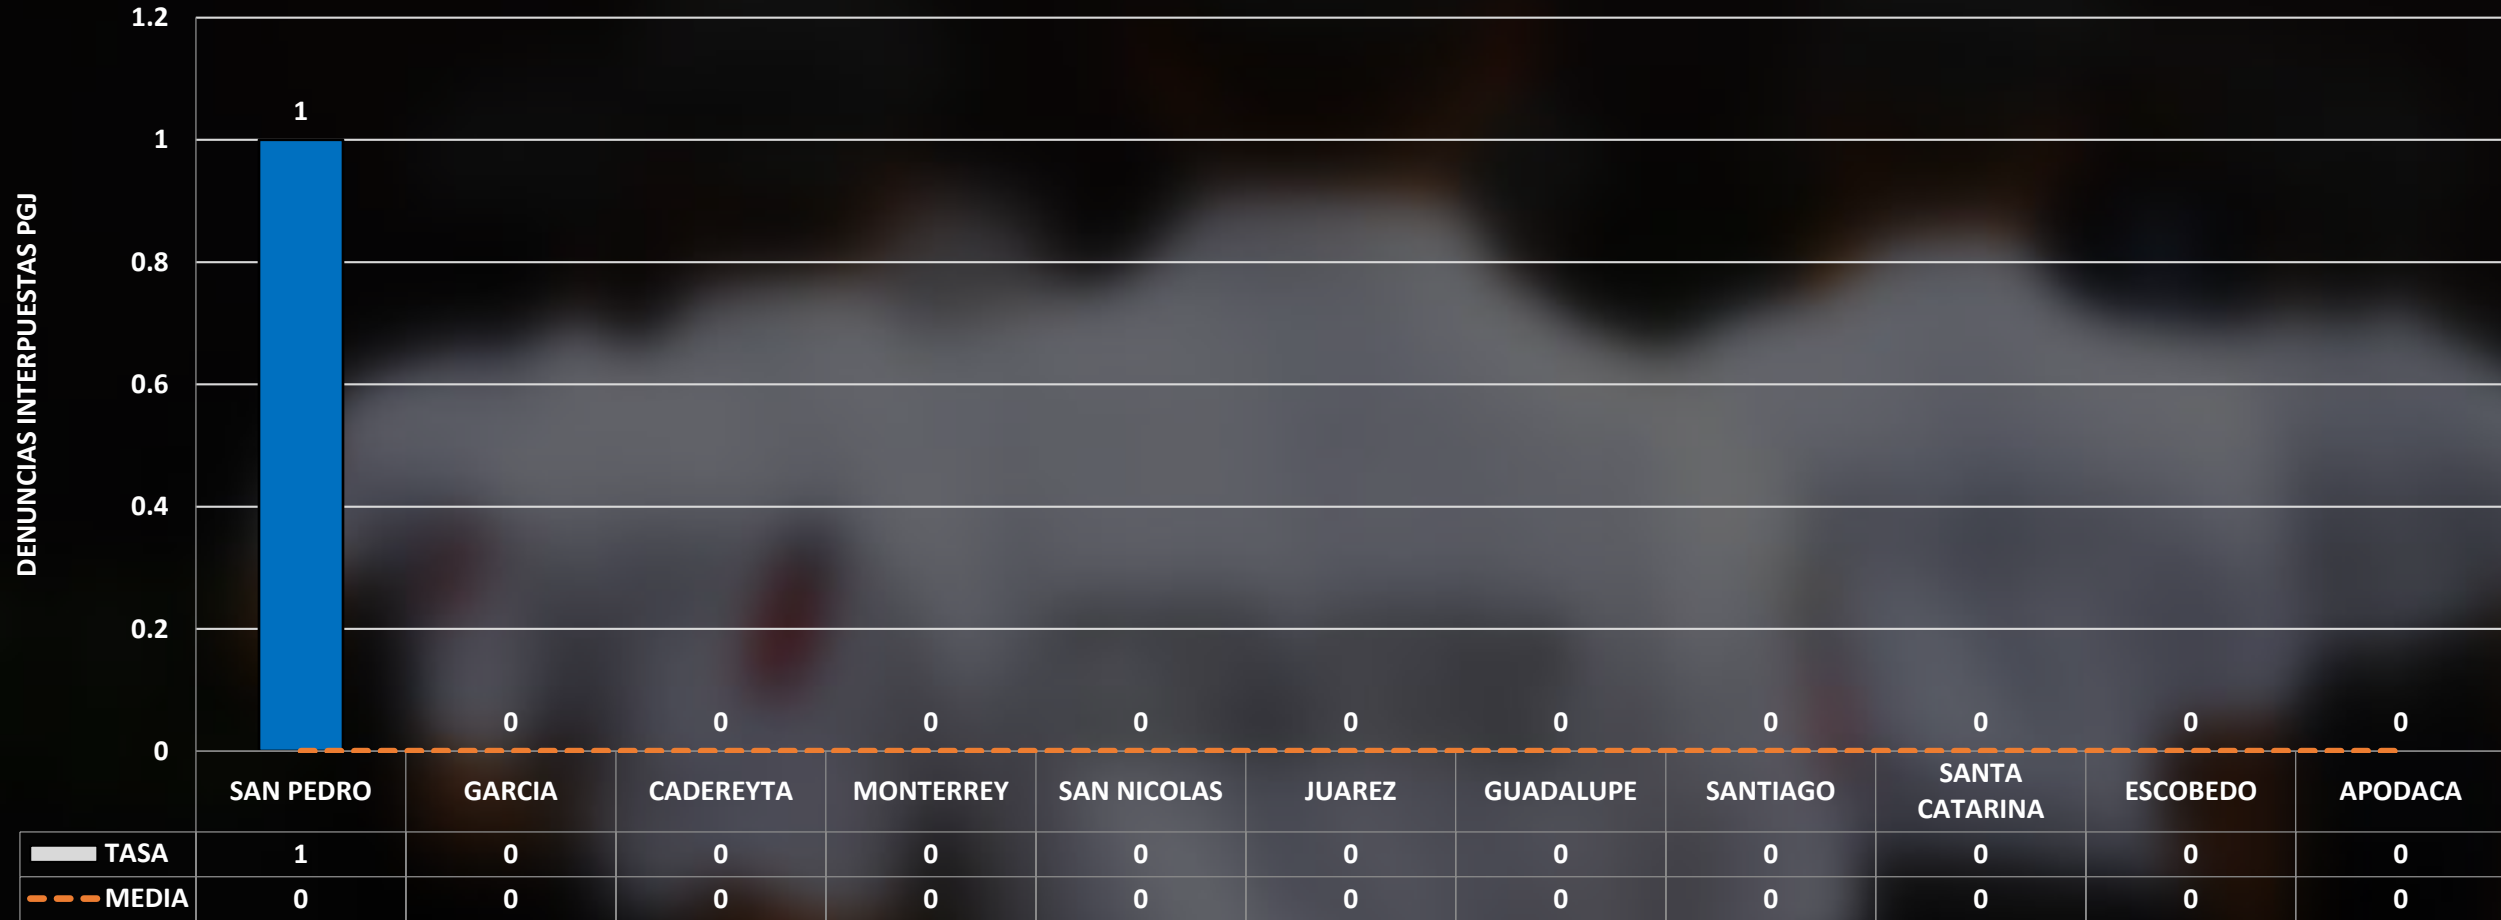 DENUNCIAS INTERPUESTAS PGJ
1.2
1
0.8
0.6
0.4
0.2
0
1 0 0 0 0 0 0 0 0 0 0
SAN PEDRO GARCIA CADEREYTA MONTERREY SAN NICOLAS JUAREZ GUADALUPE SANTIAGO SANTA CATARINA ESCOBEDO APODACA
TASA 1 0 0 0 0 0 0 0 0 0 0
MEDIA 0 0 0 0 0 0 0 0 0 0 0